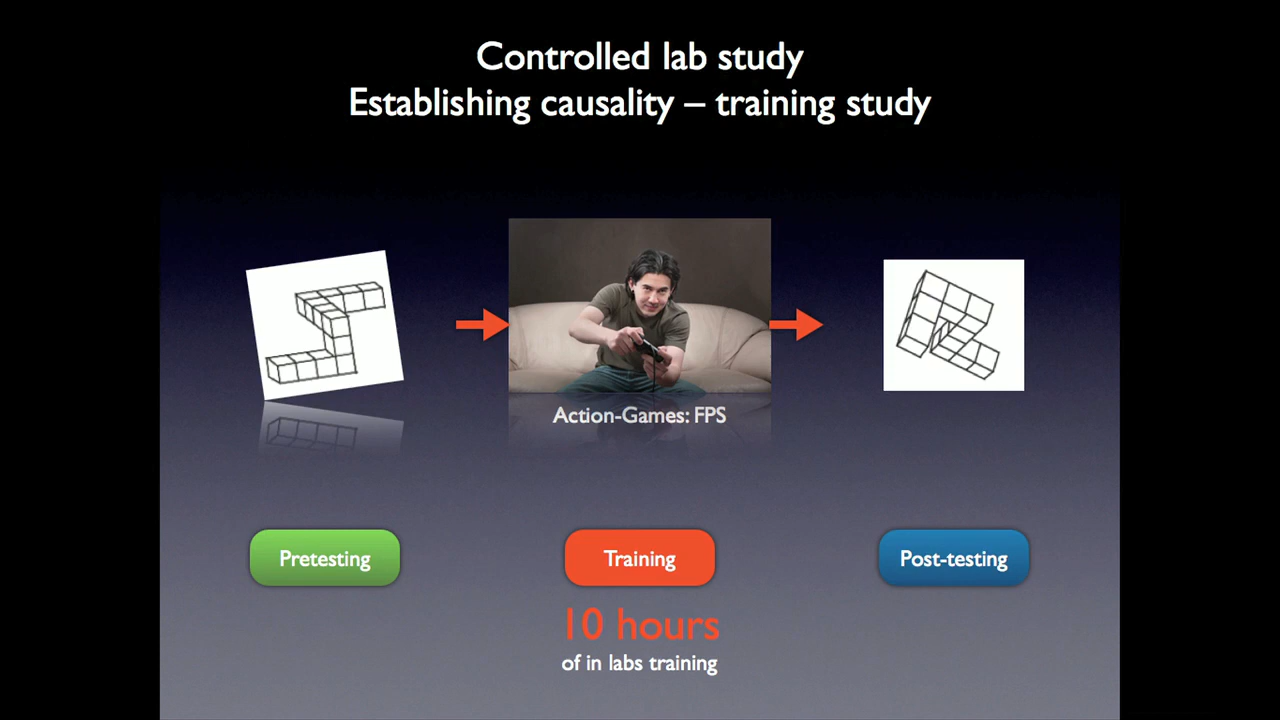 Controlled lab study
Establishing causality – training study
Action-Games: FPS
Pretesting
Training
Post-testing
10 hours
of in labs training